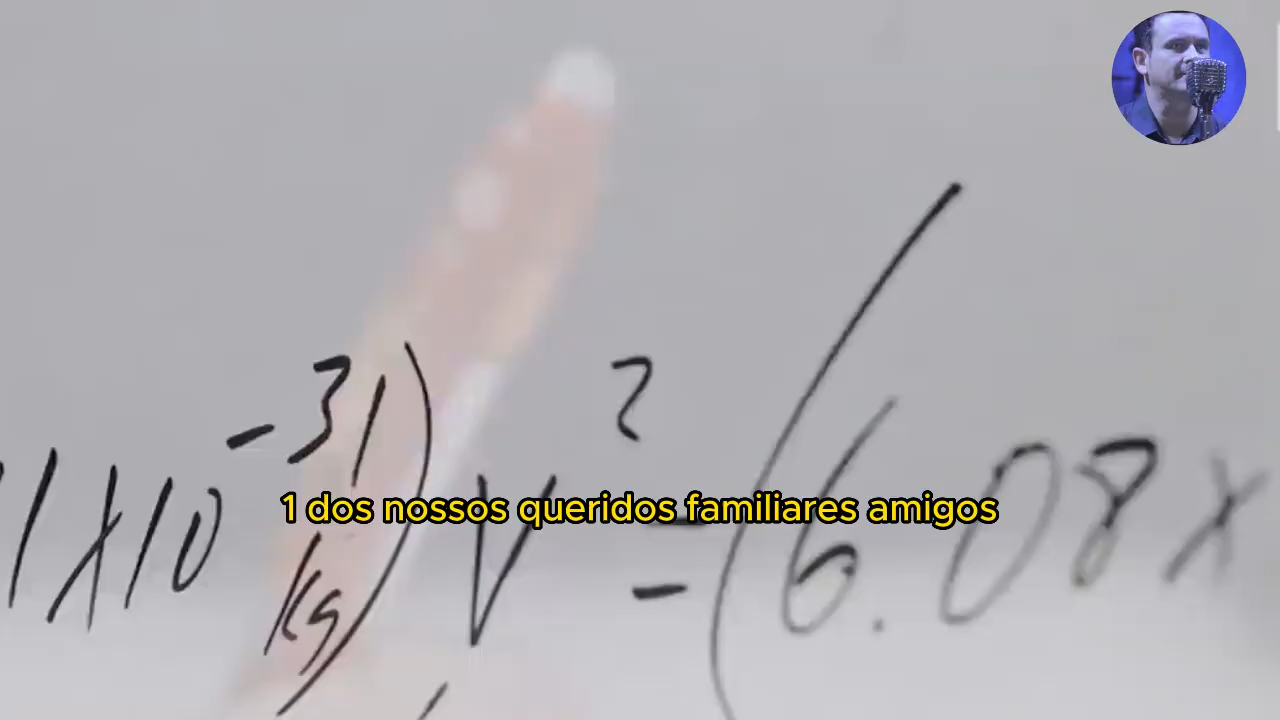 1x10⁻³¹ kg) v² = (6.08x
1 dos nossos queridos familiares amigos